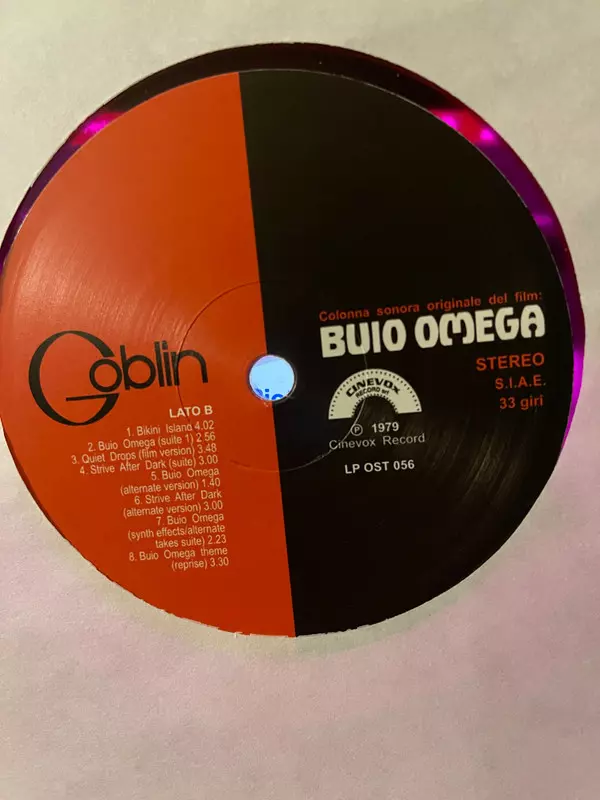 Goblin
LATO B
1. Bikini Island 4.02
2. Buio Omega (suite 1) 2.56
3. Quiet Drops (film version) 3.48
4. Strive After Dark (suite) 3.00
5. Buio Omega
(alternate version) 1.40
6. Strive After Dark
(alternate version) 3.00
7. Buio Omega
(synth effects/alternate
takes suite) 2.23
8. Buio Omega theme
(reprise) 3.30
Colonna sonora originale del film:
BUIO OMEGA
STEREO
S.I.A.E.
33 giri
CINEVOX
RECORD srl
℗ 1979
Cinevox Record
LP OST 056